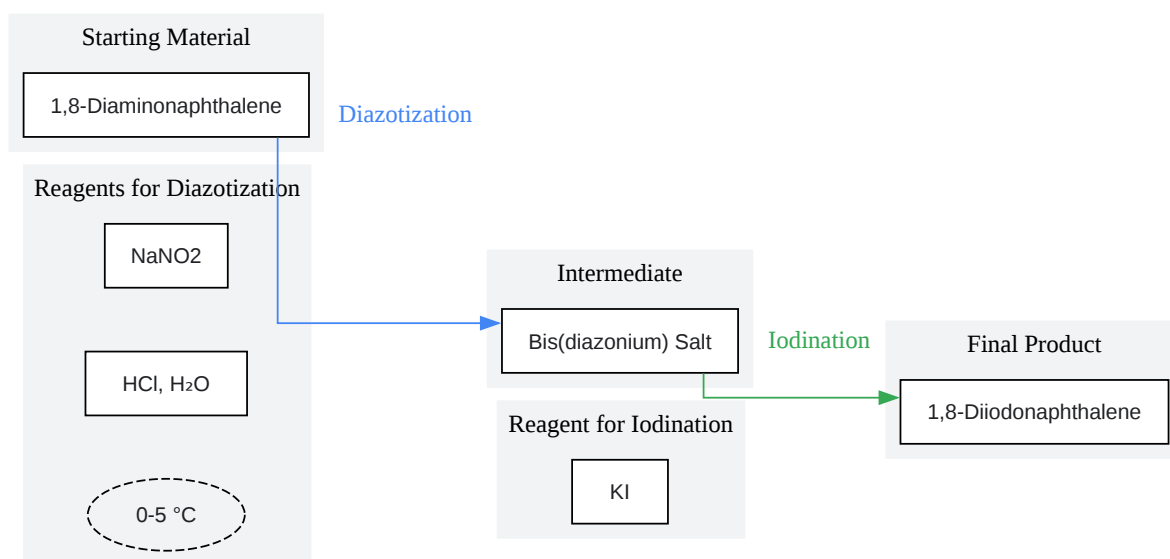 Starting Material
1,8-Diaminonaphthalene
Diazotization
Reagents for Diazotization
NaNO2
HCl, H₂O
0-5 °C
Intermediate
Bis(diazonium) Salt
Iodination
Reagent for Iodination
KI
Final Product
1,8-Diiodonaphthalene